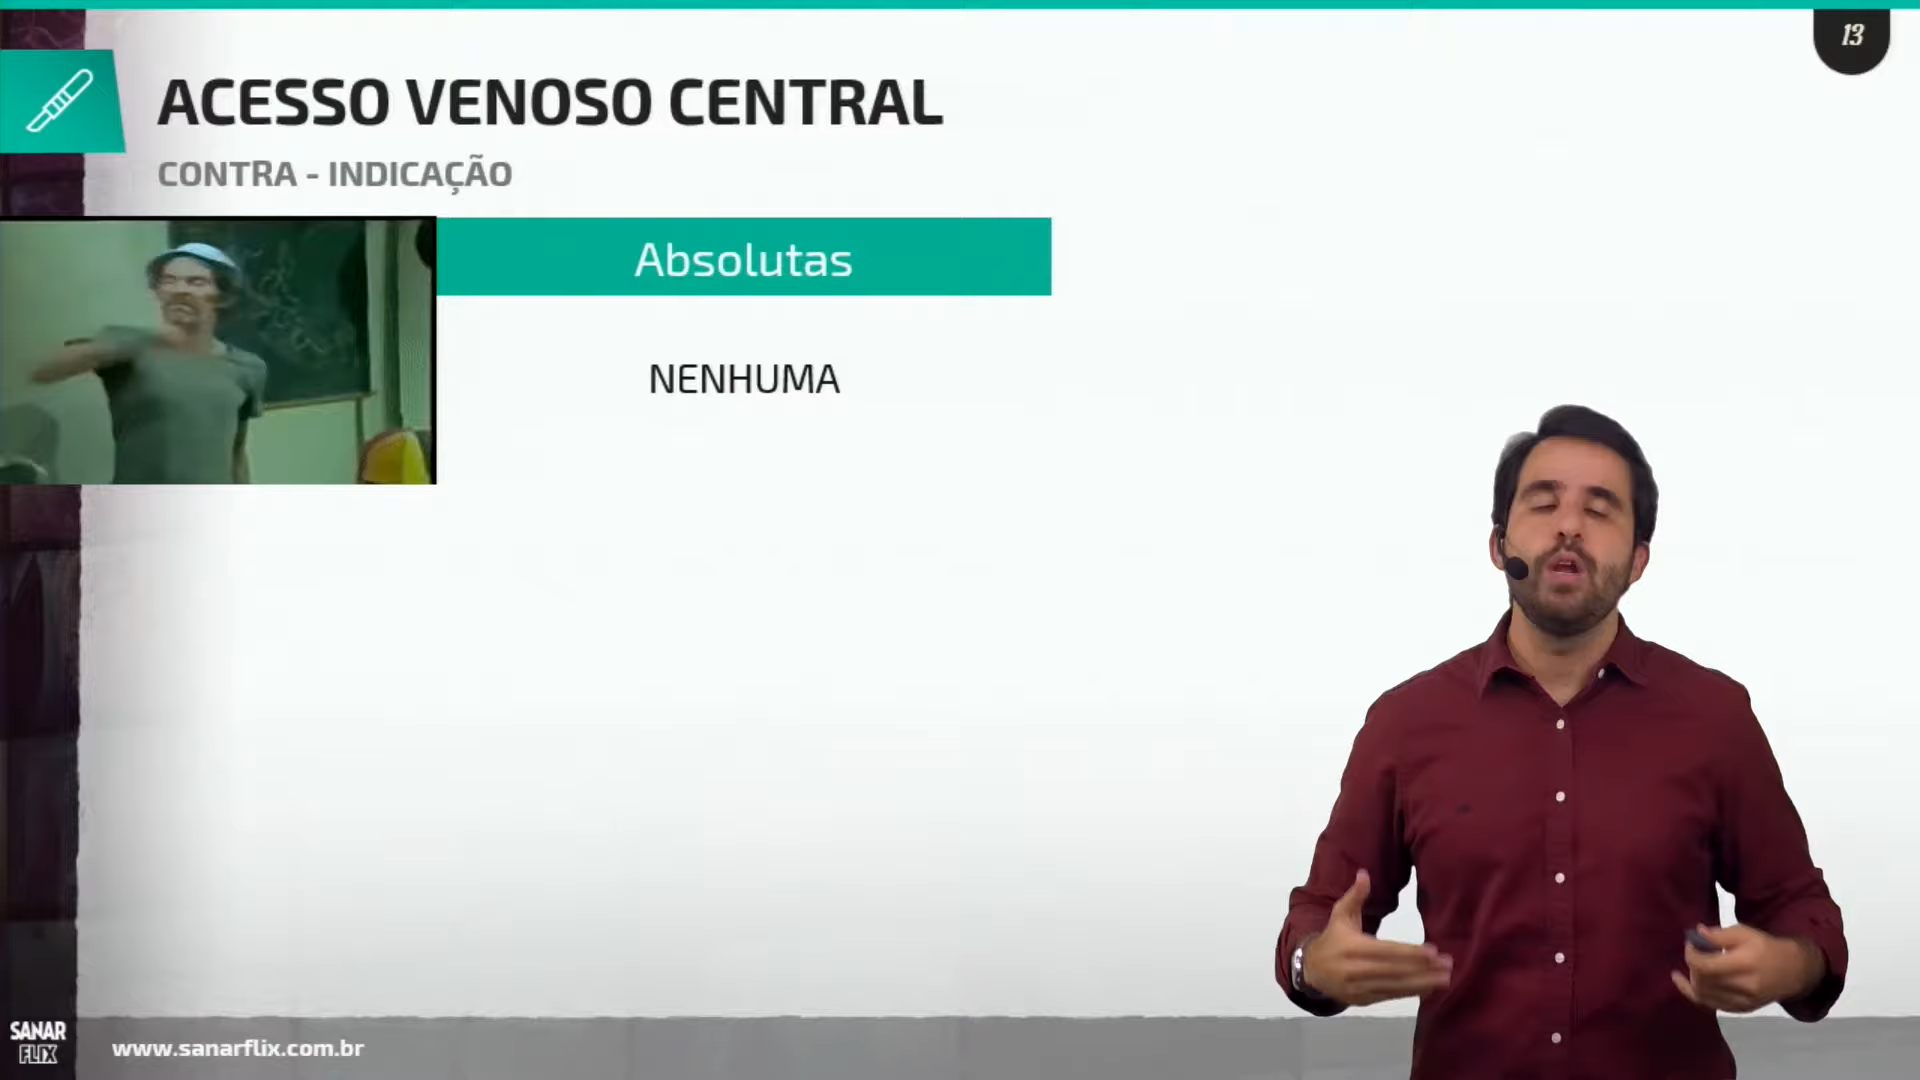 13
ACESSO VENOSO CENTRAL
CONTRA - INDICAÇÃO
Absolutas
NENHUMA
SANAR
FLIX
www.sanarflix.com.br